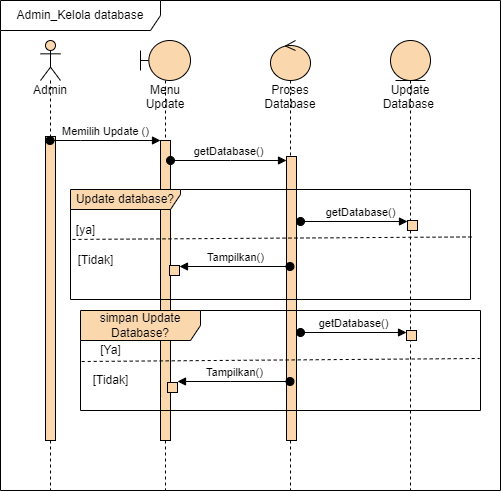 Admin_Kelola database
Admin
Menu
Update
Proses
Database
Update
Database
Memilih Update ()
getDatabase()
Update database?
getDatabase()
[ya]
[Tidak]
Tampilkan()
simpan Update
Database?
getDatabase()
[Ya]
[Tidak]
Tampilkan()